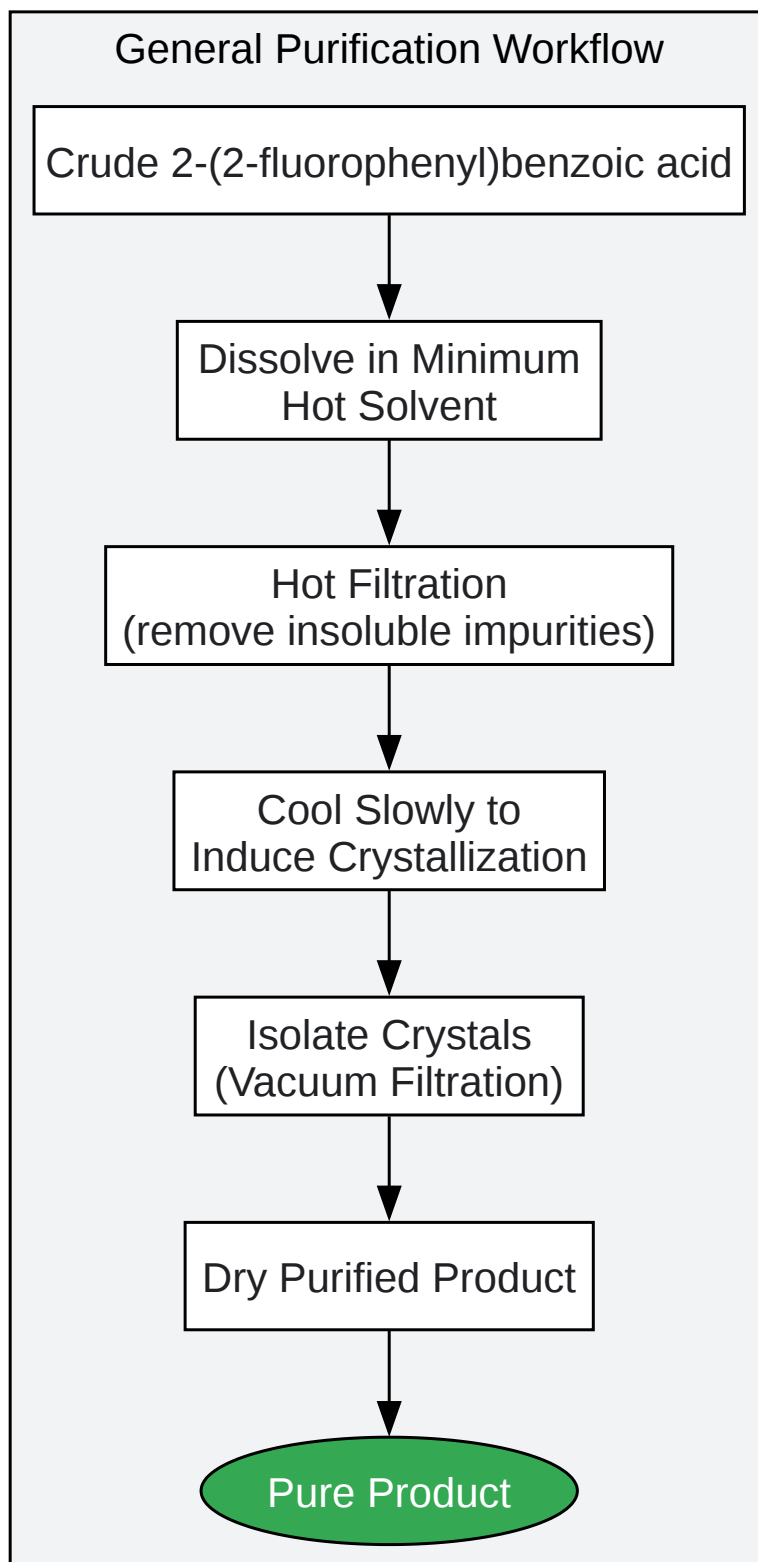 General Purification Workflow
Crude 2-(2-fluorophenyl)benzoic acid
Dissolve in Minimum
Hot Solvent
Hot Filtration
(remove insoluble impurities)
Cool Slowly to
Induce Crystallization
Isolate Crystals
(Vacuum Filtration)
Dry Purified Product
Pure Product